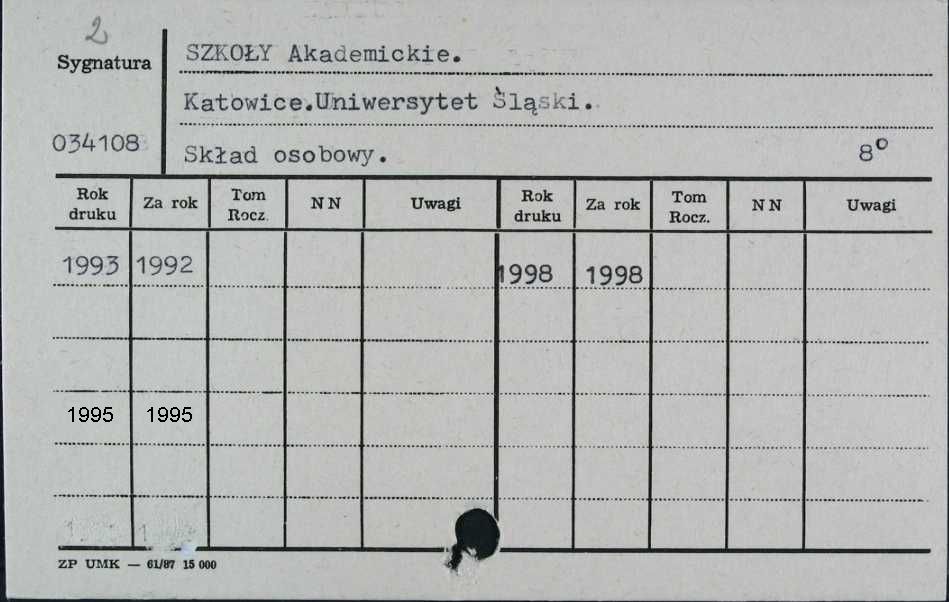 2
Sygnatura
SZKOŁY Akademickie.
Katowice.Uniwersytet Śląski.
034108
Skład osobowy. 8º
Rok druku Za rok Tom Rocz. NN Uwagi Rok druku Za rok Tom Rocz. NN Uwagi
1993 1992 1998 1998
1995 1995
ZP UMK — 61/87 15 000